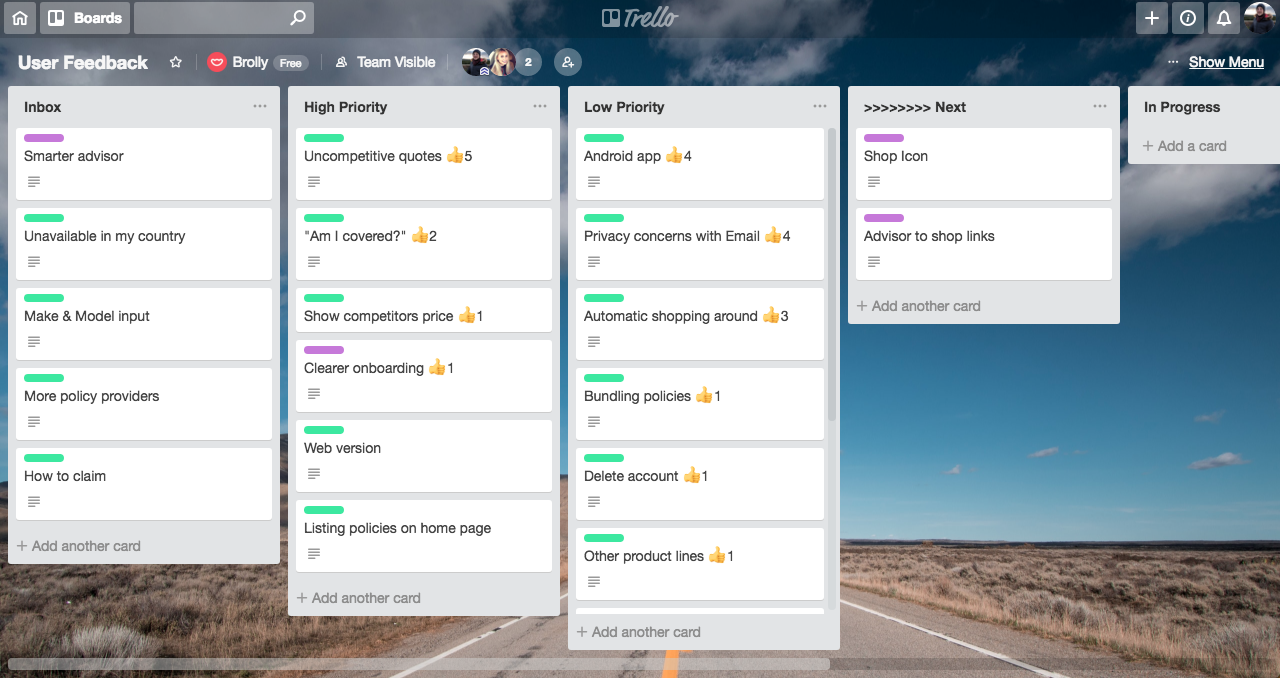 Boards
Trello
User Feedback
Brolly Free
Team Visible
2
... Show Menu
Inbox
Smarter advisor
Unavailable in my country
Make & Model input
More policy providers
How to claim
+ Add another card
High Priority
Uncompetitive quotes 👍5
"Am I covered?" 👍2
Show competitors price 👍1
Clearer onboarding 👍1
Web version
Listing policies on home page
+ Add another card
Low Priority
Android app 👍4
Privacy concerns with Email 👍4
Automatic shopping around 👍3
Bundling policies 👍1
Delete account 👍1
Other product lines 👍1
+ Add another card
>>>>>>>> Next
Shop Icon
Advisor to shop links
+ Add another card
In Progress
+ Add a card